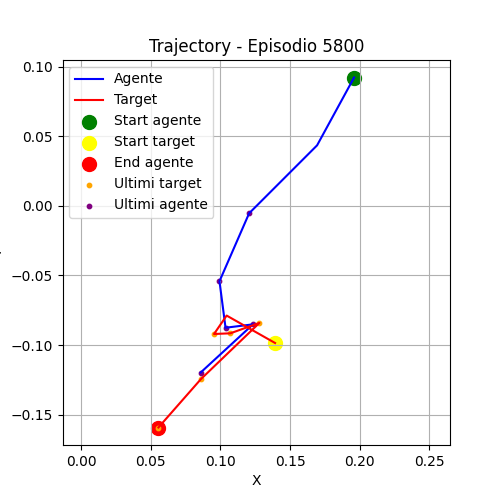 Trajectory - Episodio 5800
Agente
Target
Start agente
Start target
End agente
Ultimi target
Ultimi agente
0.10
0.05
0.00
−0.05
−0.10
−0.15
0.00
0.05
0.10
0.15
0.20
0.25
X